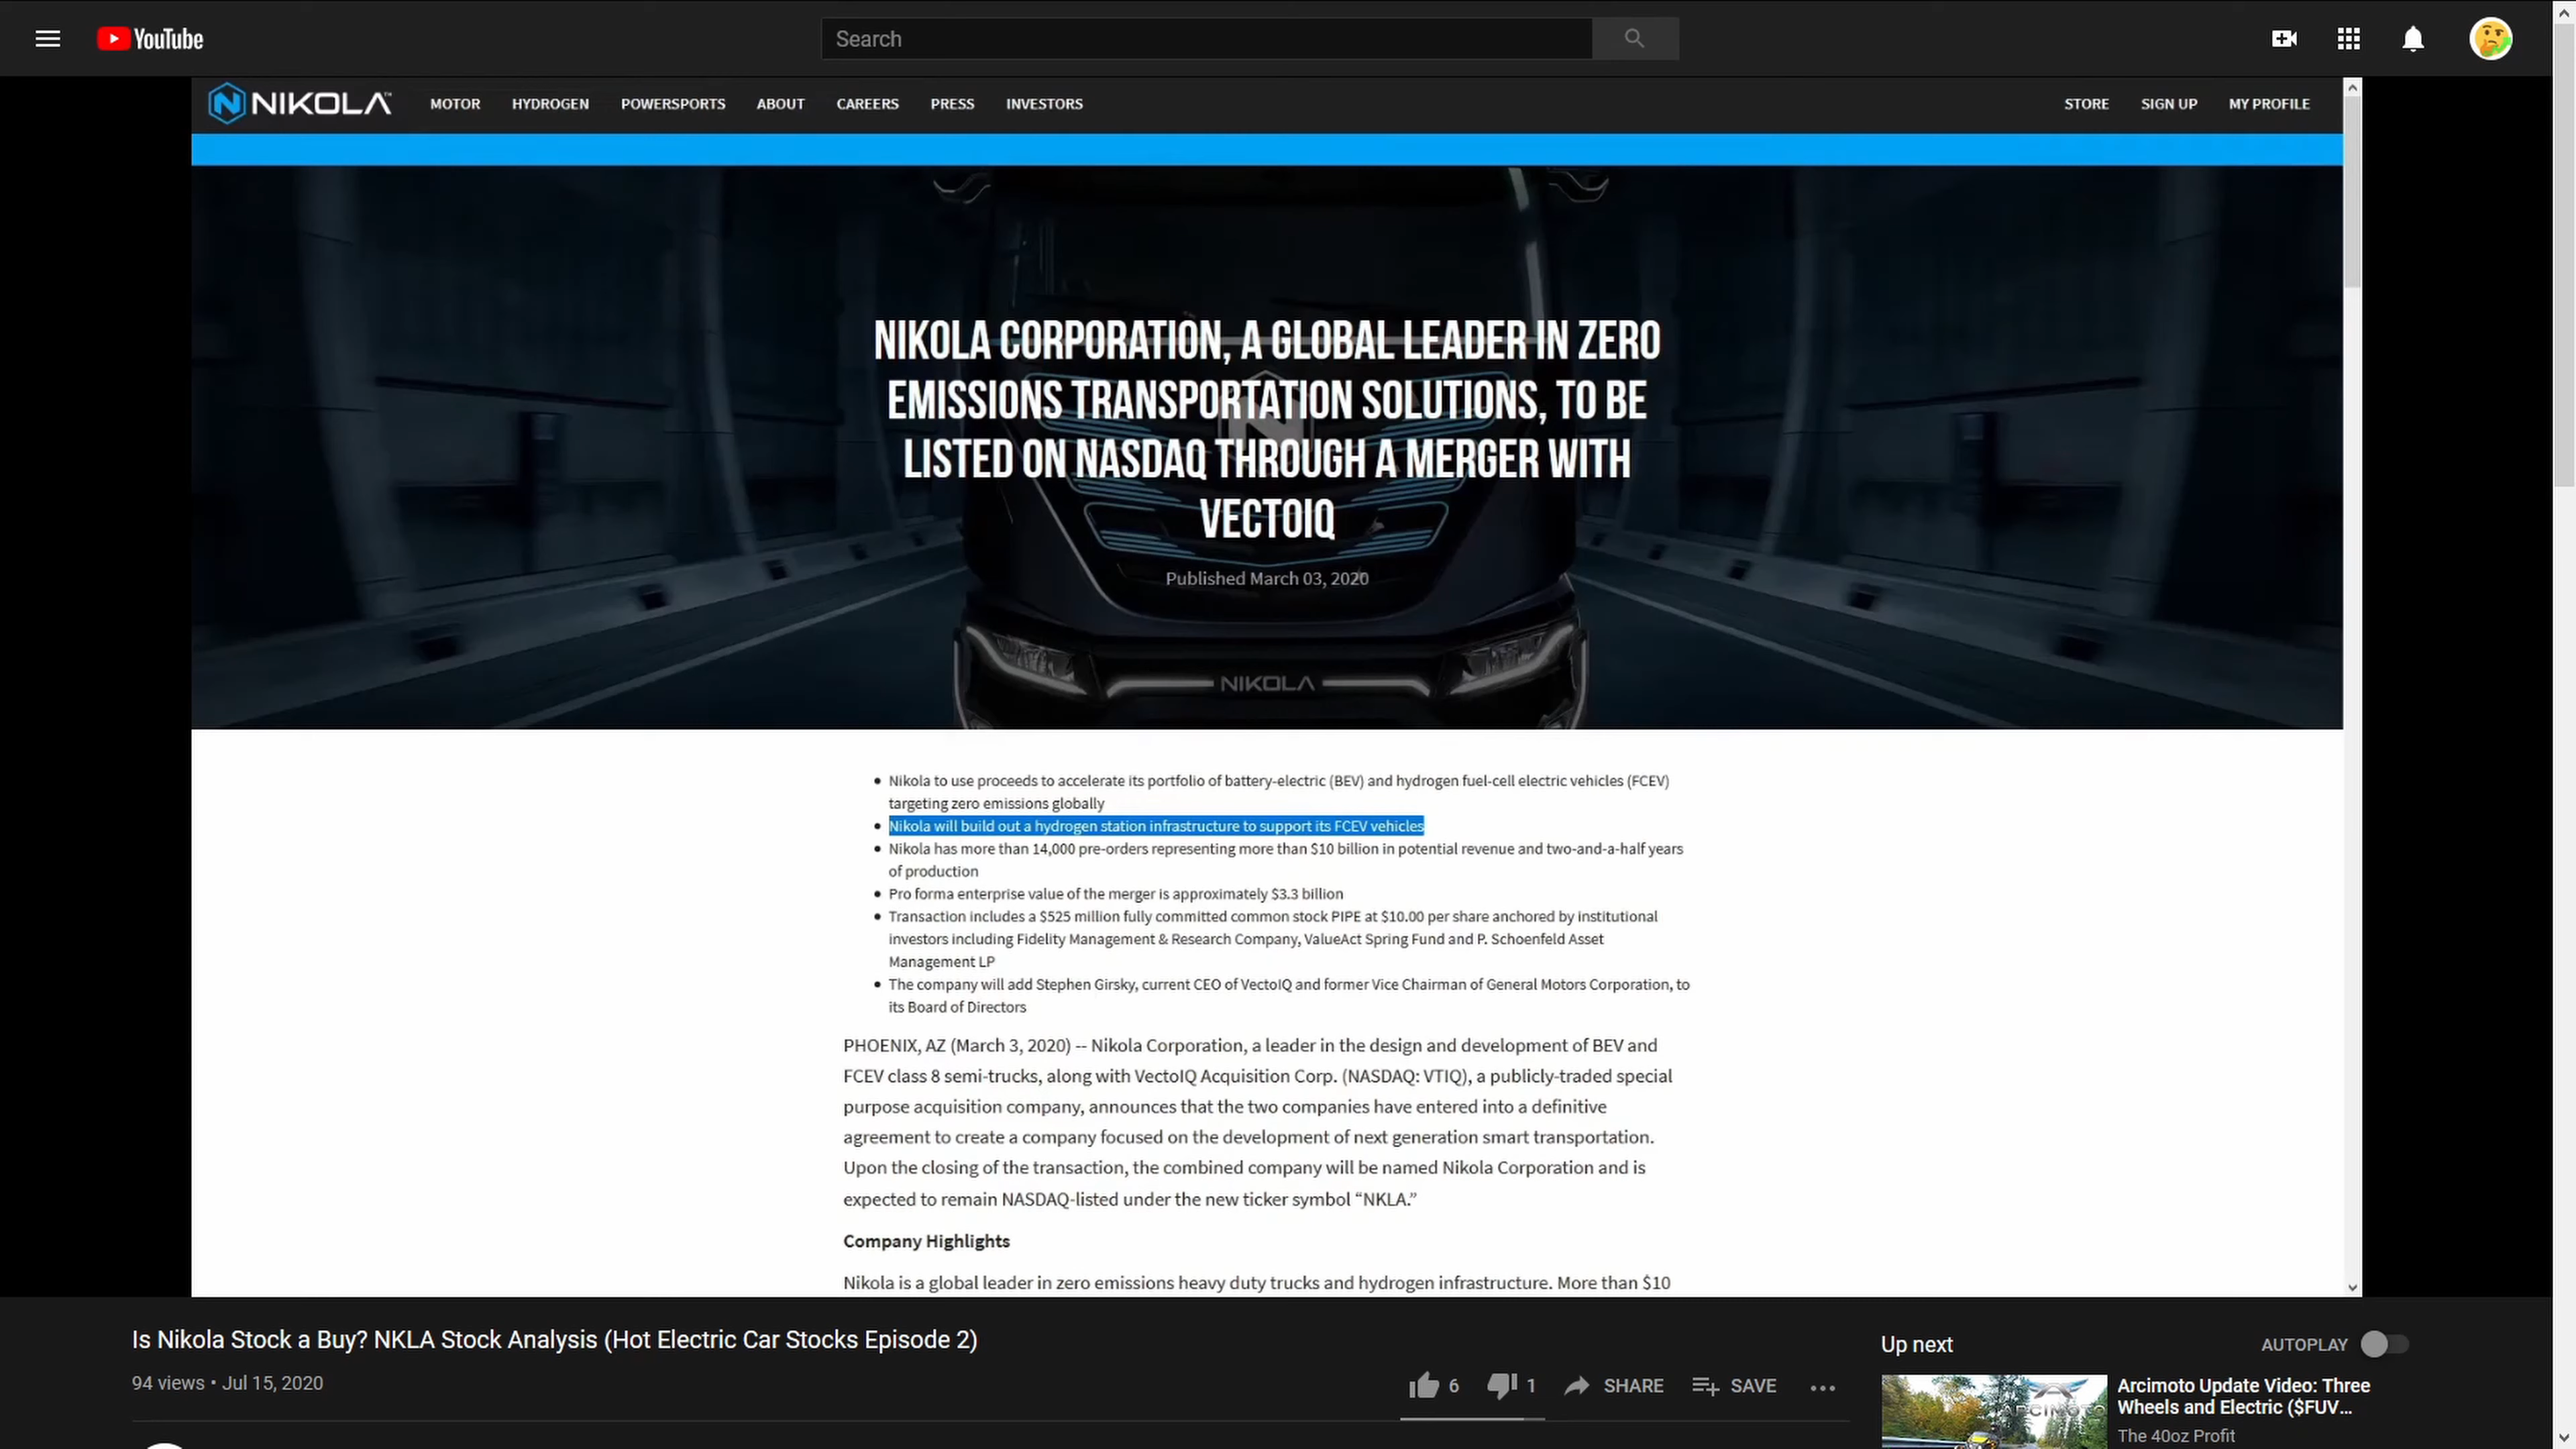 YouTube
Search
NIKOLA
MOTOR
HYDROGEN
POWERSPORTS
ABOUT
CAREERS
PRESS
INVESTORS
STORE
SIGN UP
MY PROFILE
NIKOLA CORPORATION, A GLOBAL LEADER IN ZERO
EMISSIONS TRANSPORTATION SOLUTIONS, TO BE
LISTED ON NASDAQ THROUGH A MERGER WITH
VECTOIQ
Published March 03, 2020
NIKOLA
• Nikola to use proceeds to accelerate its portfolio of battery-electric (BEV) and hydrogen fuel-cell electric vehicles (FCEV)
targeting zero emissions globally
• Nikola will build out a hydrogen station infrastructure to support its FCEV vehicles
• Nikola has more than 14,000 pre-orders representing more than $10 billion in potential revenue and two-and-a-half years
of production
• Pro forma enterprise value of the merger is approximately $3.3 billion
• Transaction includes a $525 million fully committed common stock PIPE at $10.00 per share anchored by institutional
investors including Fidelity Management & Research Company, ValueAct Spring Fund and P. Schoenfeld Asset
Management LP
• The company will add Stephen Girsky, current CEO of VectoIQ and former Vice Chairman of General Motors Corporation, to
its Board of Directors
PHOENIX, AZ (March 3, 2020) -- Nikola Corporation, a leader in the design and development of BEV and
FCEV class 8 semi-trucks, along with VectoIQ Acquisition Corp. (NASDAQ: VTIQ), a publicly-traded special
purpose acquisition company, announces that the two companies have entered into a definitive
agreement to create a company focused on the development of next generation smart transportation.
Upon the closing of the transaction, the combined company will be named Nikola Corporation and is
expected to remain NASDAQ-listed under the new ticker symbol “NKLA.”
Company Highlights
Nikola is a global leader in zero emissions heavy duty trucks and hydrogen infrastructure. More than $10
Is Nikola Stock a Buy? NKLA Stock Analysis (Hot Electric Car Stocks Episode 2)
94 views • Jul 15, 2020
6
1
SHARE
SAVE
Up next
AUTOPLAY
ARCIMOTO
Arcimoto Update Video: Three
Wheels and Electric ($FUV...
The 40oz Profit